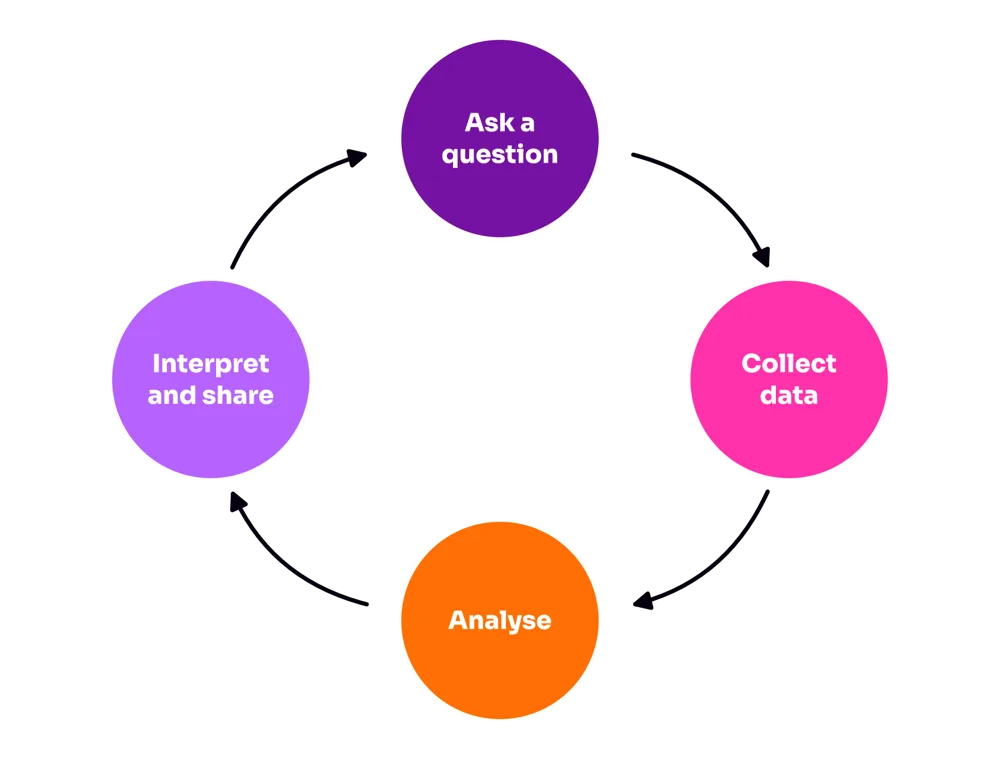 Ask a
question
Collect
data
Analyse
Interpret
and share